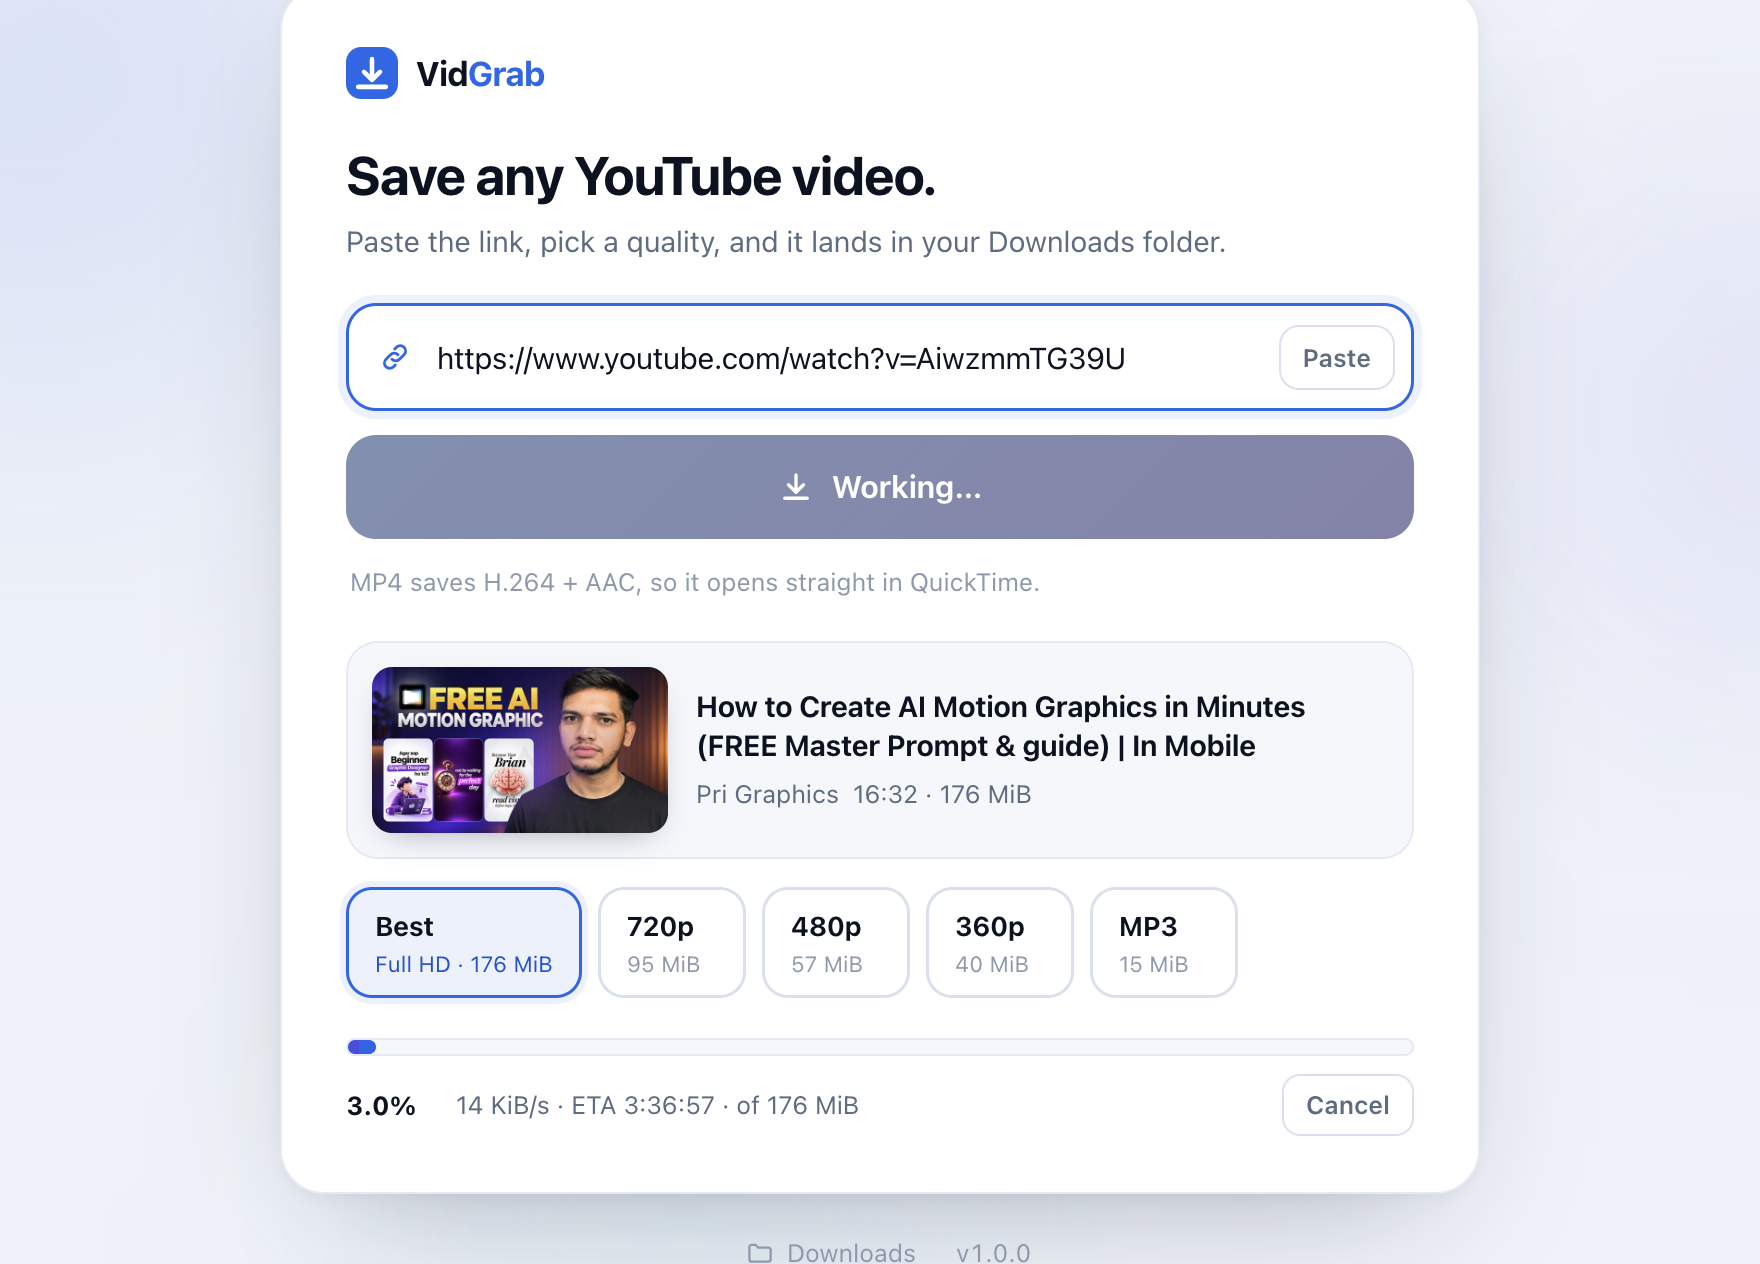 VidGrab
Save any YouTube video.
Paste the link, pick a quality, and it lands in your Downloads folder.
https://www.youtube.com/watch?v=AiwzmmTG39U
Paste
Working...
MP4 saves H.264 + AAC, so it opens straight in QuickTime.
FREE AI
MOTION GRAPHIC
Beginner
Graphic Designer
perfect
day
Brian
How to Create AI Motion Graphics in Minutes
(FREE Master Prompt & guide) | In Mobile
Pri Graphics 16:32 · 176 MiB
Best
Full HD · 176 MiB
720p
95 MiB
480p
57 MiB
360p
40 MiB
MP3
15 MiB
3.0% 14 KiB/s · ETA 3:36:57 · of 176 MiB
Cancel
Downloads v1.0.0